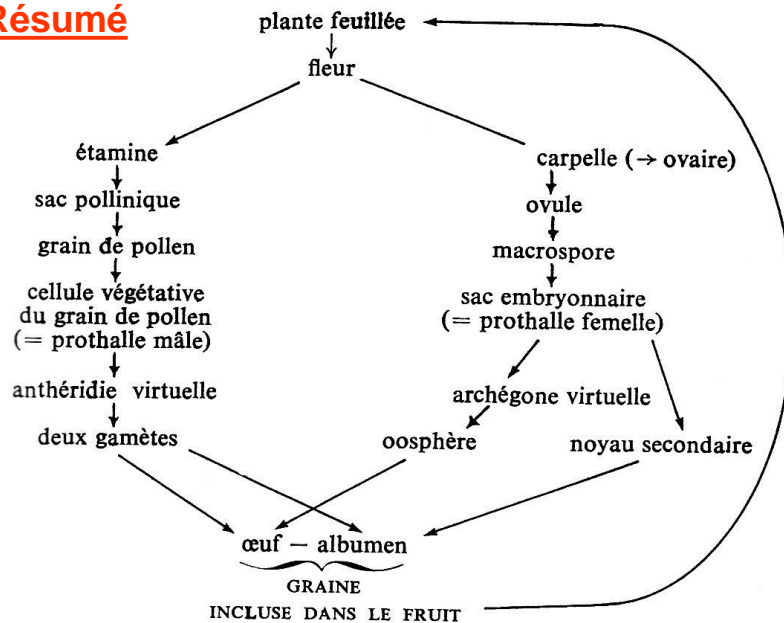 Résumé
plante feuillée
fleur
étamine
carpelle (→ ovaire)
sac pollinique
ovule
grain de pollen
macrospore
cellule végétative
du grain de pollen
(= prothalle mâle)
sac embryonnaire
(= prothalle femelle)
anthéridie virtuelle
archégone virtuelle
deux gamètes
oosphère
noyau secondaire
œuf — albumen
GRAINE
INCLUSE DANS LE FRUIT